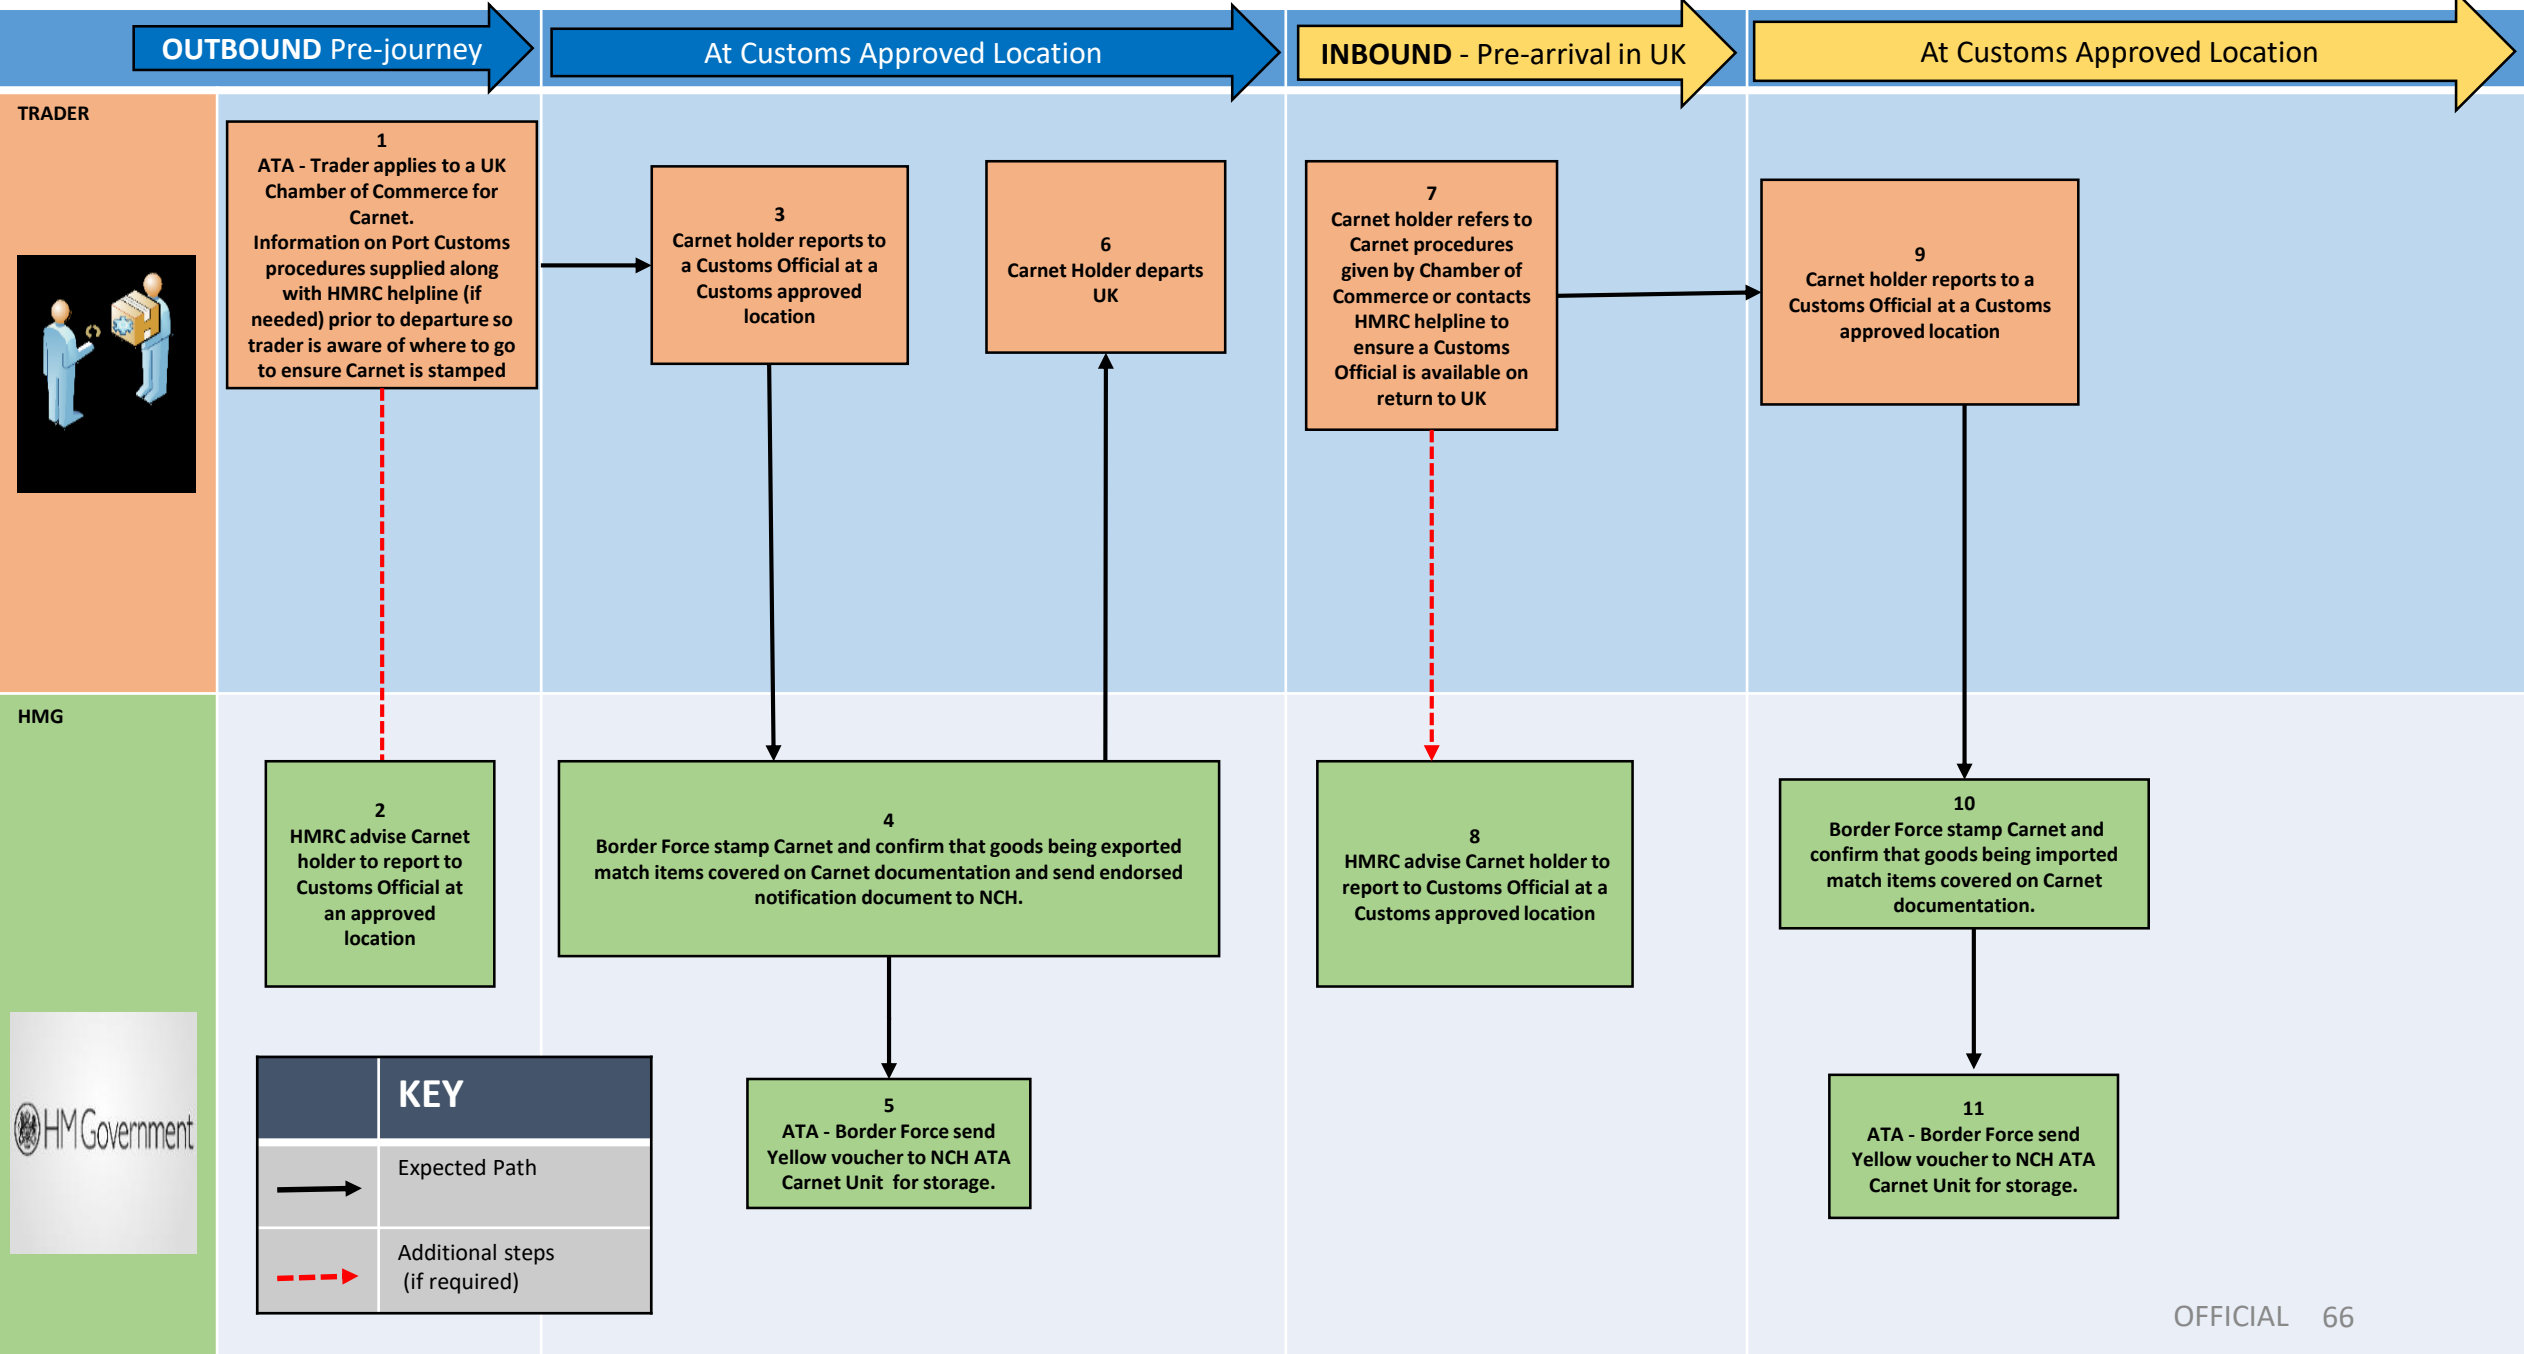 OUTBOUND Pre-journey
At Customs Approved Location
INBOUND - Pre-arrival in UK
At Customs Approved Location
TRADER
1
ATA - Trader applies to a UK
Chamber of Commerce for
Carnet.
Information on Port Customs
procedures supplied along
with HMRC helpline (if
needed) prior to departure so
trader is aware of where to go
to ensure Carnet is stamped
3
Carnet holder reports to
a Customs Official at a
Customs approved
location
6
Carnet Holder departs
UK
7
Carnet holder refers to
Carnet procedures
given by Chamber of
Commerce or contacts
HMRC helpline to
ensure a Customs
Official is available on
return to UK
9
Carnet holder reports to a
Customs Official at a Customs
approved location
HMG
2
HMRC advise Carnet
holder to report to
Customs Official at
an approved
location
4
Border Force stamp Carnet and confirm that goods being exported
match items covered on Carnet documentation and send endorsed
notification document to NCH.
8
HMRC advise Carnet holder to
report to Customs Official at a
Customs approved location
10
Border Force stamp Carnet and
confirm that goods being imported
match items covered on Carnet
documentation.
5
ATA - Border Force send
Yellow voucher to NCH ATA
Carnet Unit for storage.
11
ATA - Border Force send
Yellow voucher to NCH ATA
Carnet Unit for storage.
HM Government
KEY
Expected Path
Additional steps
(if required)
OFFICIAL 66